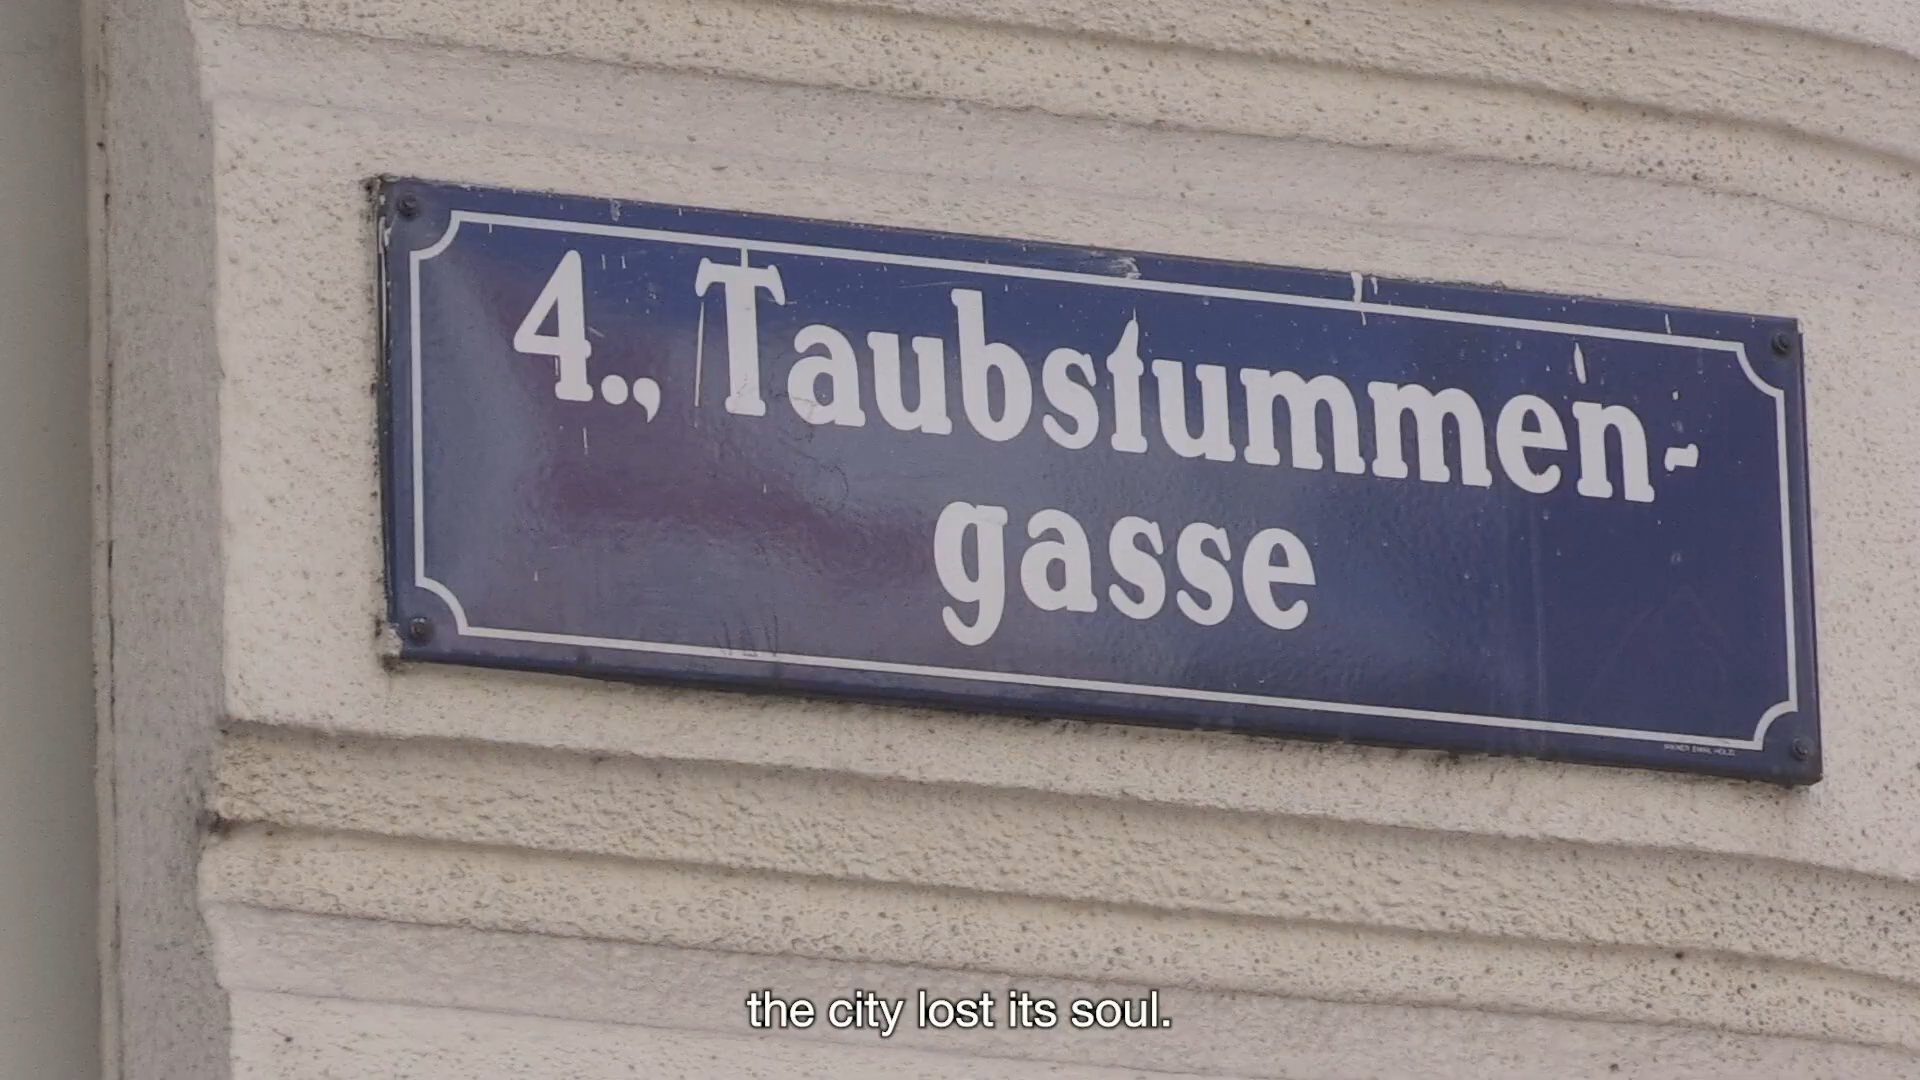 4., Taubstummen-
gasse
the city lost its soul.